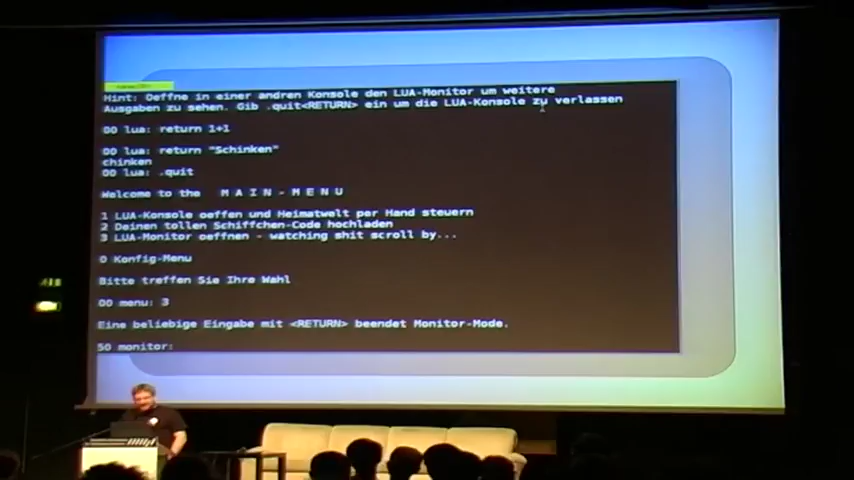 Hint: Oeffne in einer andren Konsole den LUA-Monitor um weitere
Ausgaben zu sehen. Gib .quit<RETURN> ein um die LUA-Konsole zu verlassen
00 lua: return 1+1
00 lua: return "Schinken"
chinken
00 lua: .quit
Welcome to the M A I N - M E N U
1 LUA-Konsole oeffen und Heimatwelt per Hand steuern
2 Deinen tollen Schiffchen-Code hochladen
3 LUA-Monitor oeffnen - watching shit scroll by...
0 Konfig-Menu
Bitte treffen Sie Ihre Wahl
00 menu: 3
Eine beliebige Eingabe mit <RETURN> beendet Monitor-Mode.
50 monitor: